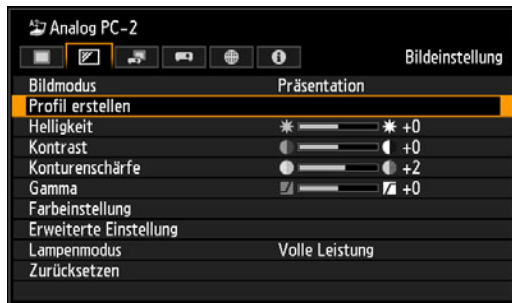 Analog PC-2
Bildeinstellung
Bildmodus Präsentation
Profil erstellen
Helligkeit +0
Kontrast +0
Konturenschärfe +2
Gamma +0
Farbeinstellung
Erweiterte Einstellung
Lampenmodus Volle Leistung
Zurücksetzen